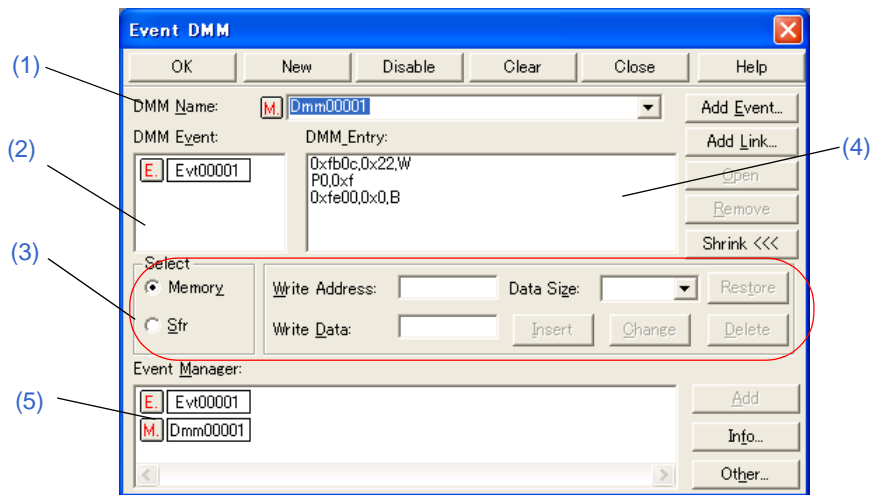 Event DMM
OK New Disable Clear Close Help
(1)
DMM Name: M. Dmm00001 Add Event...
DMM Event: DMM_Entry: Add Link...
(2)
(4)
E. Evt00001
0xfb0c,0x22,W
P0,0xf
0xfe00,0x0,B
Open
Remove
Shrink <<<
(3)
Select
Memory Write Address: Data Size: Restore
Sfr Write Data: Insert Change Delete
Event Manager:
(5)
E. Evt00001 Add
M. Dmm00001 Info...
Other...